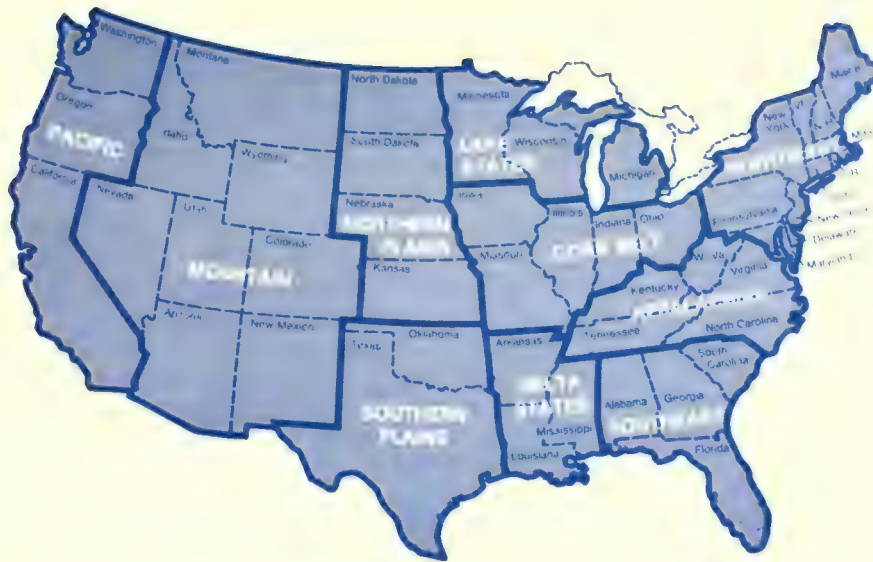 Washington
Montana
North Dakota
Minnesota
Maine
Vt.
New
York
N.H.
Oregon
PACIFIC
Idaho
South Dakota
LAKE
STATES
Wisconsin
Michigan
Wyoming
California
Nevada
Utah
Nebraska
NORTHERN
PLAINS
Iowa
Illinois
Indiana
Ohio
Pennsylvania
Delaware
Maryland
MOUNTAIN
Colorado
Kansas
Missouri
CORN BELT
W. Va.
Virginia
Kentucky
Arizona
New Mexico
Texas
Oklahoma
Arkansas
Tennessee
North Carolina
South
Carolina
SOUTHERN
PLAINS
DELTA
STATES
Mississippi
Louisiana
Alabama
Georgia
SOUTHEAST
Florida